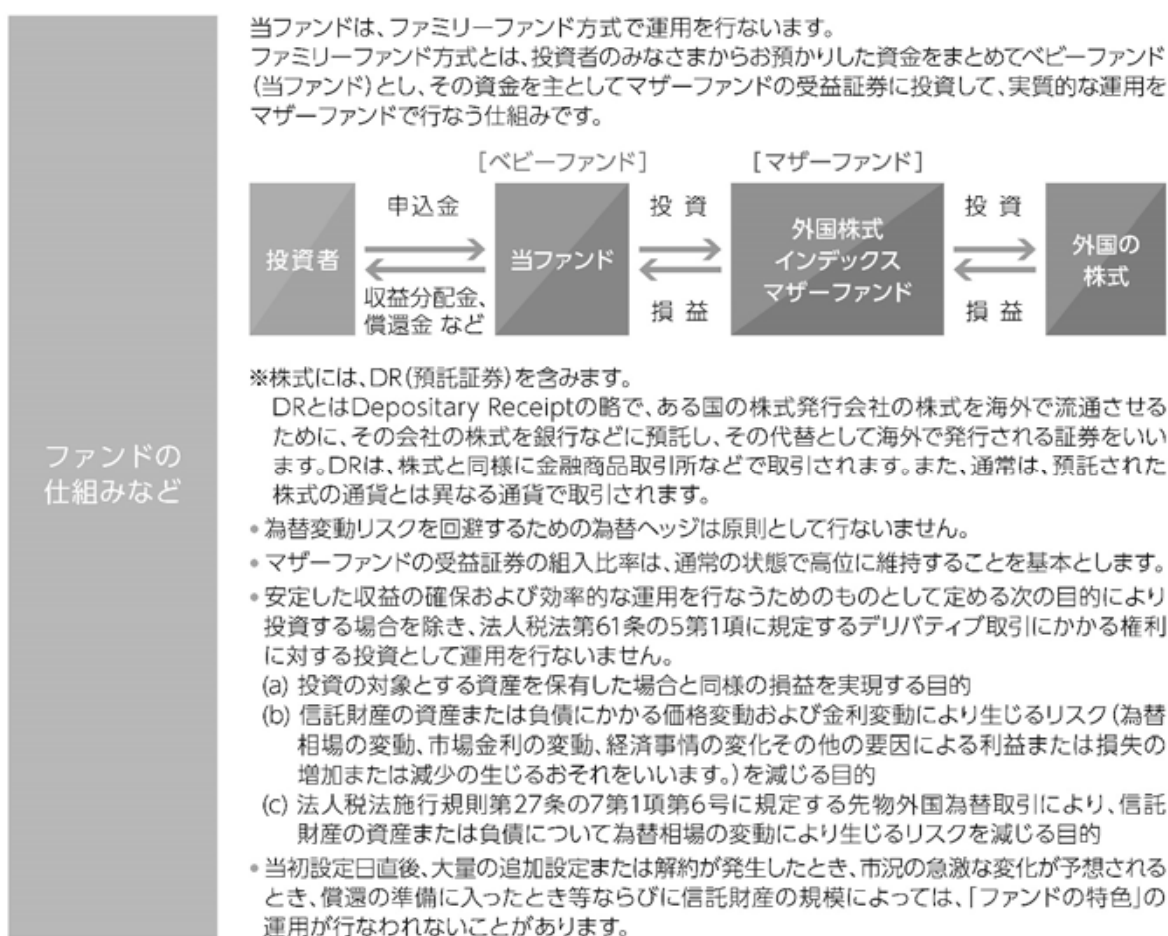 ファンドの
仕組みなど
当ファンドは、ファミリーファンド方式で運用を行ないます。
ファミリーファンド方式とは、投資者のみなさまからお預かりした資金をまとめてベビーファンド
(当ファンド)とし、その資金を主としてマザーファンドの受益証券に投資して、実質的な運用を
マザーファンドで行なう仕組みです。
[ベビーファンド]
[マザーファンド]
投資者
申込金
収益分配金、
償還金 など
当ファンド
投 資
損 益
外国株式
インデックス
マザーファンド
投 資
損 益
外国の
株式
※株式には、DR(預託証券)を含みます。
DRとはDepositary Receiptの略で、ある国の株式発行会社の株式を海外で流通させる
ために、その会社の株式を銀行などに預託し、その代替として海外で発行される証券をいい
ます。DRは、株式と同様に金融商品取引所などで取引されます。また、通常は、預託された
株式の通貨とは異なる通貨で取引されます。
•為替変動リスクを回避するための為替ヘッジは原則として行ないません。
•マザーファンドの受益証券の組入比率は、通常の状態で高位に維持することを基本とします。
•安定した収益の確保および効率的な運用を行なうためのものとして定める次の目的により
投資する場合を除き、法人税法第61条の5第1項に規定するデリバティブ取引にかかる権利
に対する投資として運用を行ないません。
(a) 投資の対象とする資産を保有した場合と同様の損益を実現する目的
(b) 信託財産の資産または負債にかかる価格変動および金利変動により生じるリスク(為替
相場の変動、市場金利の変動、経済事情の変化その他の要因による利益または損失の
増加または減少の生じるおそれをいいます。)を減じる目的
(c) 法人税法施行規則第27条の7第1項第6号に規定する先物外国為替取引により、信託
財産の資産または負債について為替相場の変動により生じるリスクを減じる目的
•当初設定日直後、大量の追加設定または解約が発生したとき、市況の急激な変化が予想される
とき、償還の準備に入ったとき等ならびに信託財産の規模によっては、「ファンドの特色」の
運用が行なわれないことがあります。